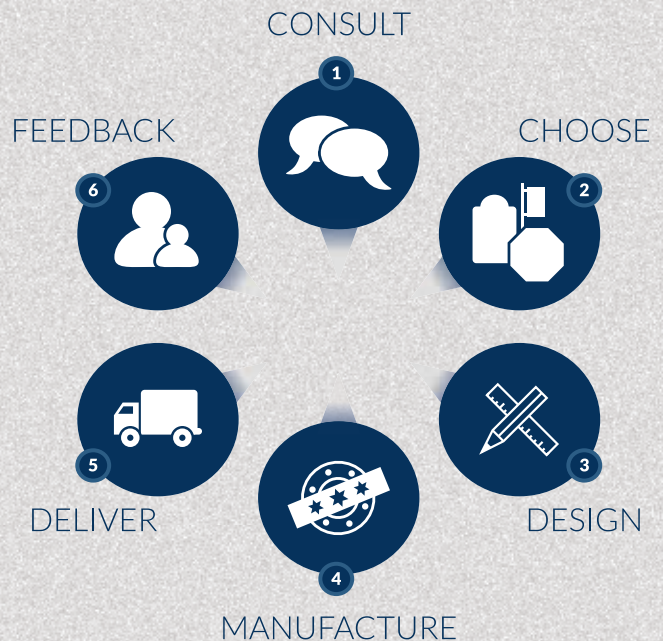 CONSULT
1
CHOOSE
2
3
DESIGN
4
MANUFACTURE
5
DELIVER
FEEDBACK
6